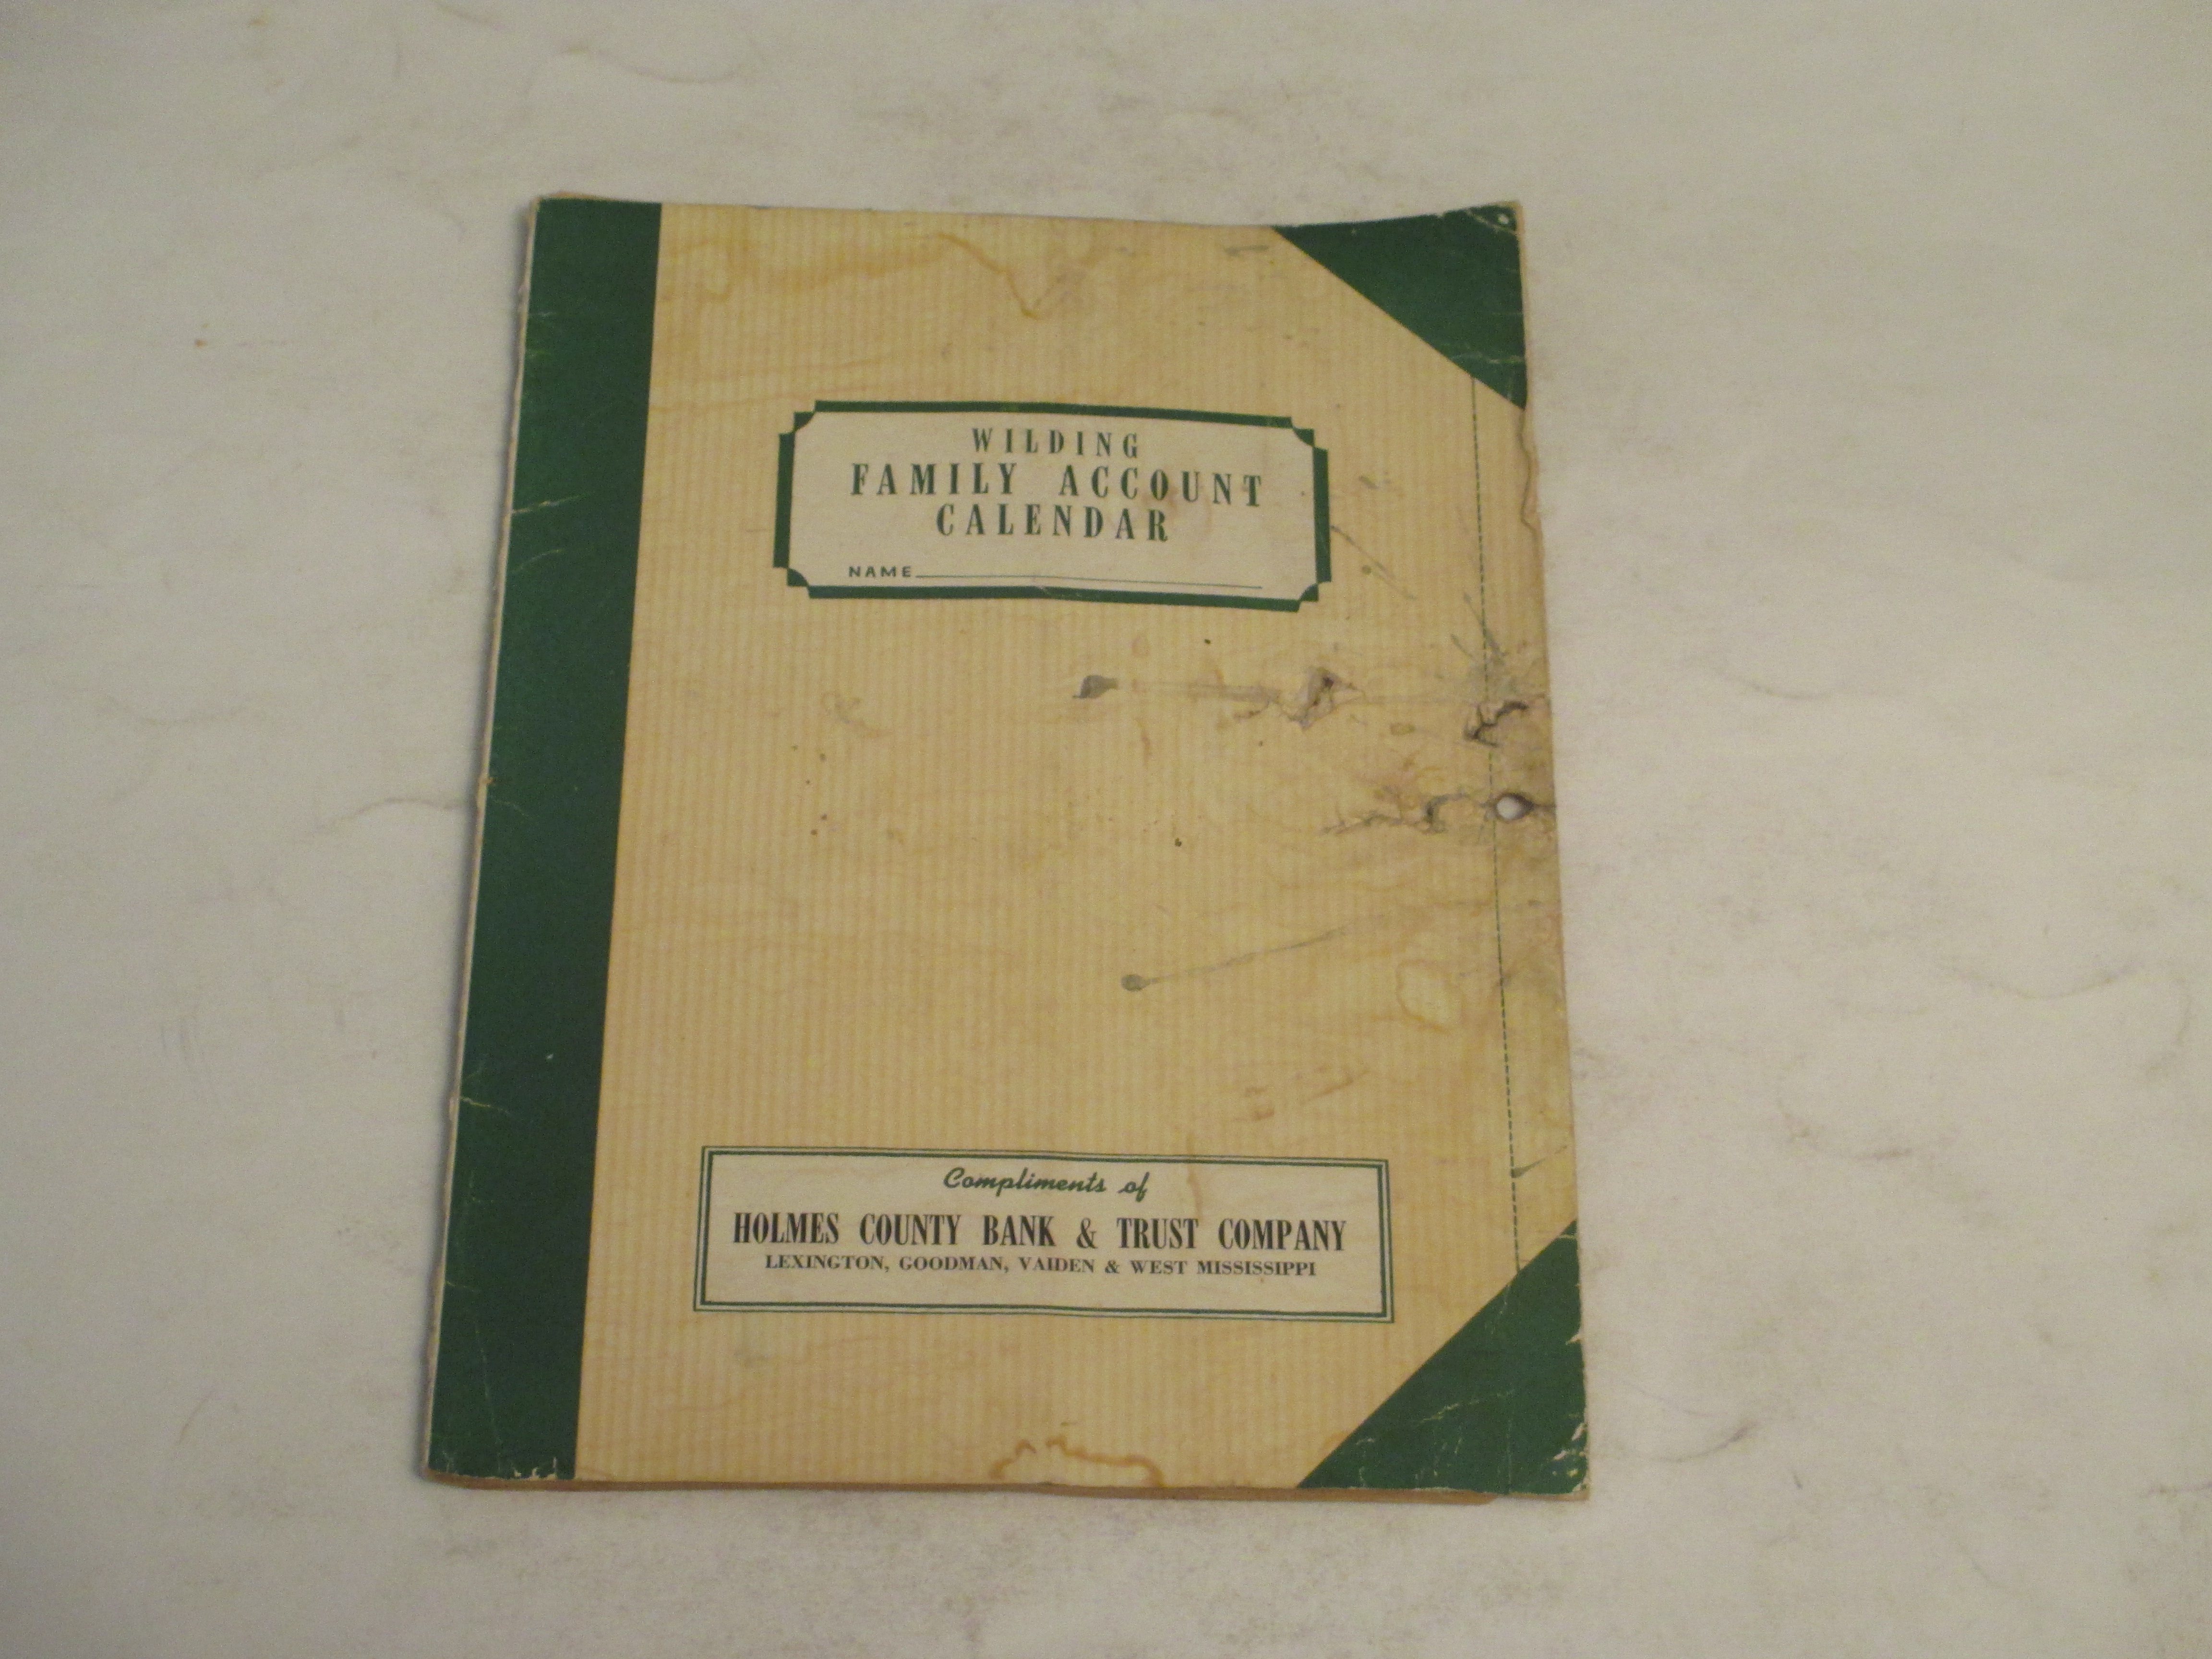 WILDING
FAMILY ACCOUNT
CALENDAR
NAME
Compliments of
HOLMES COUNTY BANK & TRUST COMPANY
LEXINGTON, GOODMAN, VAIDEN & WEST MISSISSIPPI